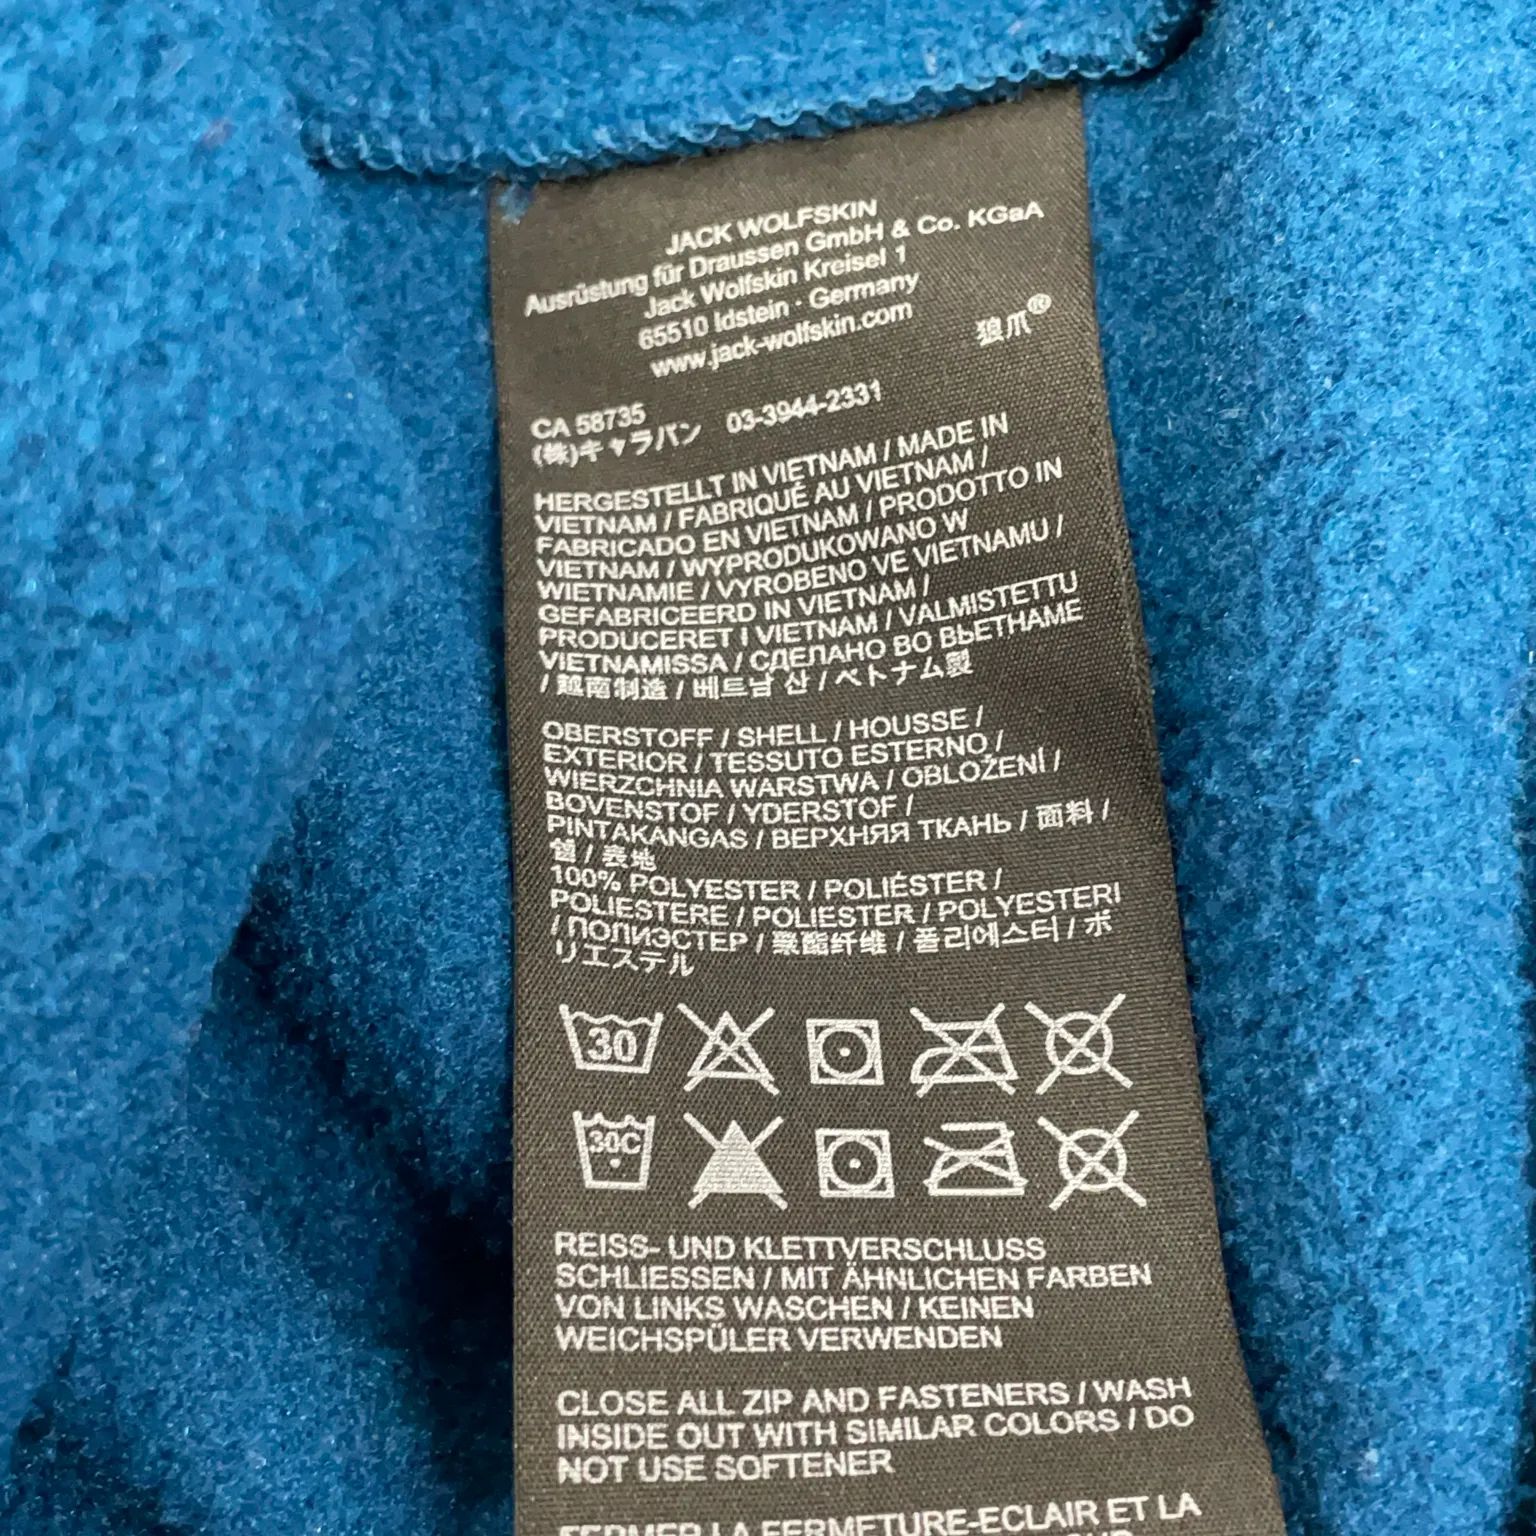 JACK WOLFSKIN
Ausrüstung für Draussen GmbH & Co. KGaA
Jack Wolfskin Kreisel 1
65510 Idstein · Germany
www.jack-wolfskin.com
狼爪®
CA 58735
(株)キャラバン 03-3944-2331
HERGESTELLT IN VIETNAM / MADE IN
VIETNAM / FABRIQUÉ AU VIETNAM /
FABRICADO EN VIETNAM / PRODOTTO IN
VIETNAM / WYPRODUKOWANO W
WIETNAMIE / VYROBENO VE VIETNAMU /
GEFABRICEERD IN VIETNAM /
PRODUCERET I VIETNAM / VALMISTETTU
VIETNAMISSA / СДЕЛАНО ВО ВЬЕТНАМЕ
/ 越南制造 / 베트남 산 / ベトナム製
OBERSTOFF / SHELL / HOUSSE /
EXTERIOR / TESSUTO ESTERNO /
WIERZCHNIA WARSTWA / OBLOŽENÍ /
BOVENSTOF / YDERSTOF /
PINTAKANGAS / ВЕРХНЯЯ ТКАНЬ / 面料 /
쉘 / 表地
100% POLYESTER / POLIÉSTER /
POLIESTERE / POLIESTER / POLYESTERI
/ ПОЛИЭСТЕР / 聚酯纤维 / 폴리에스터 / ポ
リエステル
30
30C
REISS- UND KLETTVERSCHLUSS
SCHLIESSEN / MIT ÄHNLICHEN FARBEN
VON LINKS WASCHEN / KEINEN
WEICHSPÜLER VERWENDEN
CLOSE ALL ZIP AND FASTENERS / WASH
INSIDE OUT WITH SIMILAR COLORS / DO
NOT USE SOFTENER
FERMER LA FERMETURE-ECLAIR ET LA